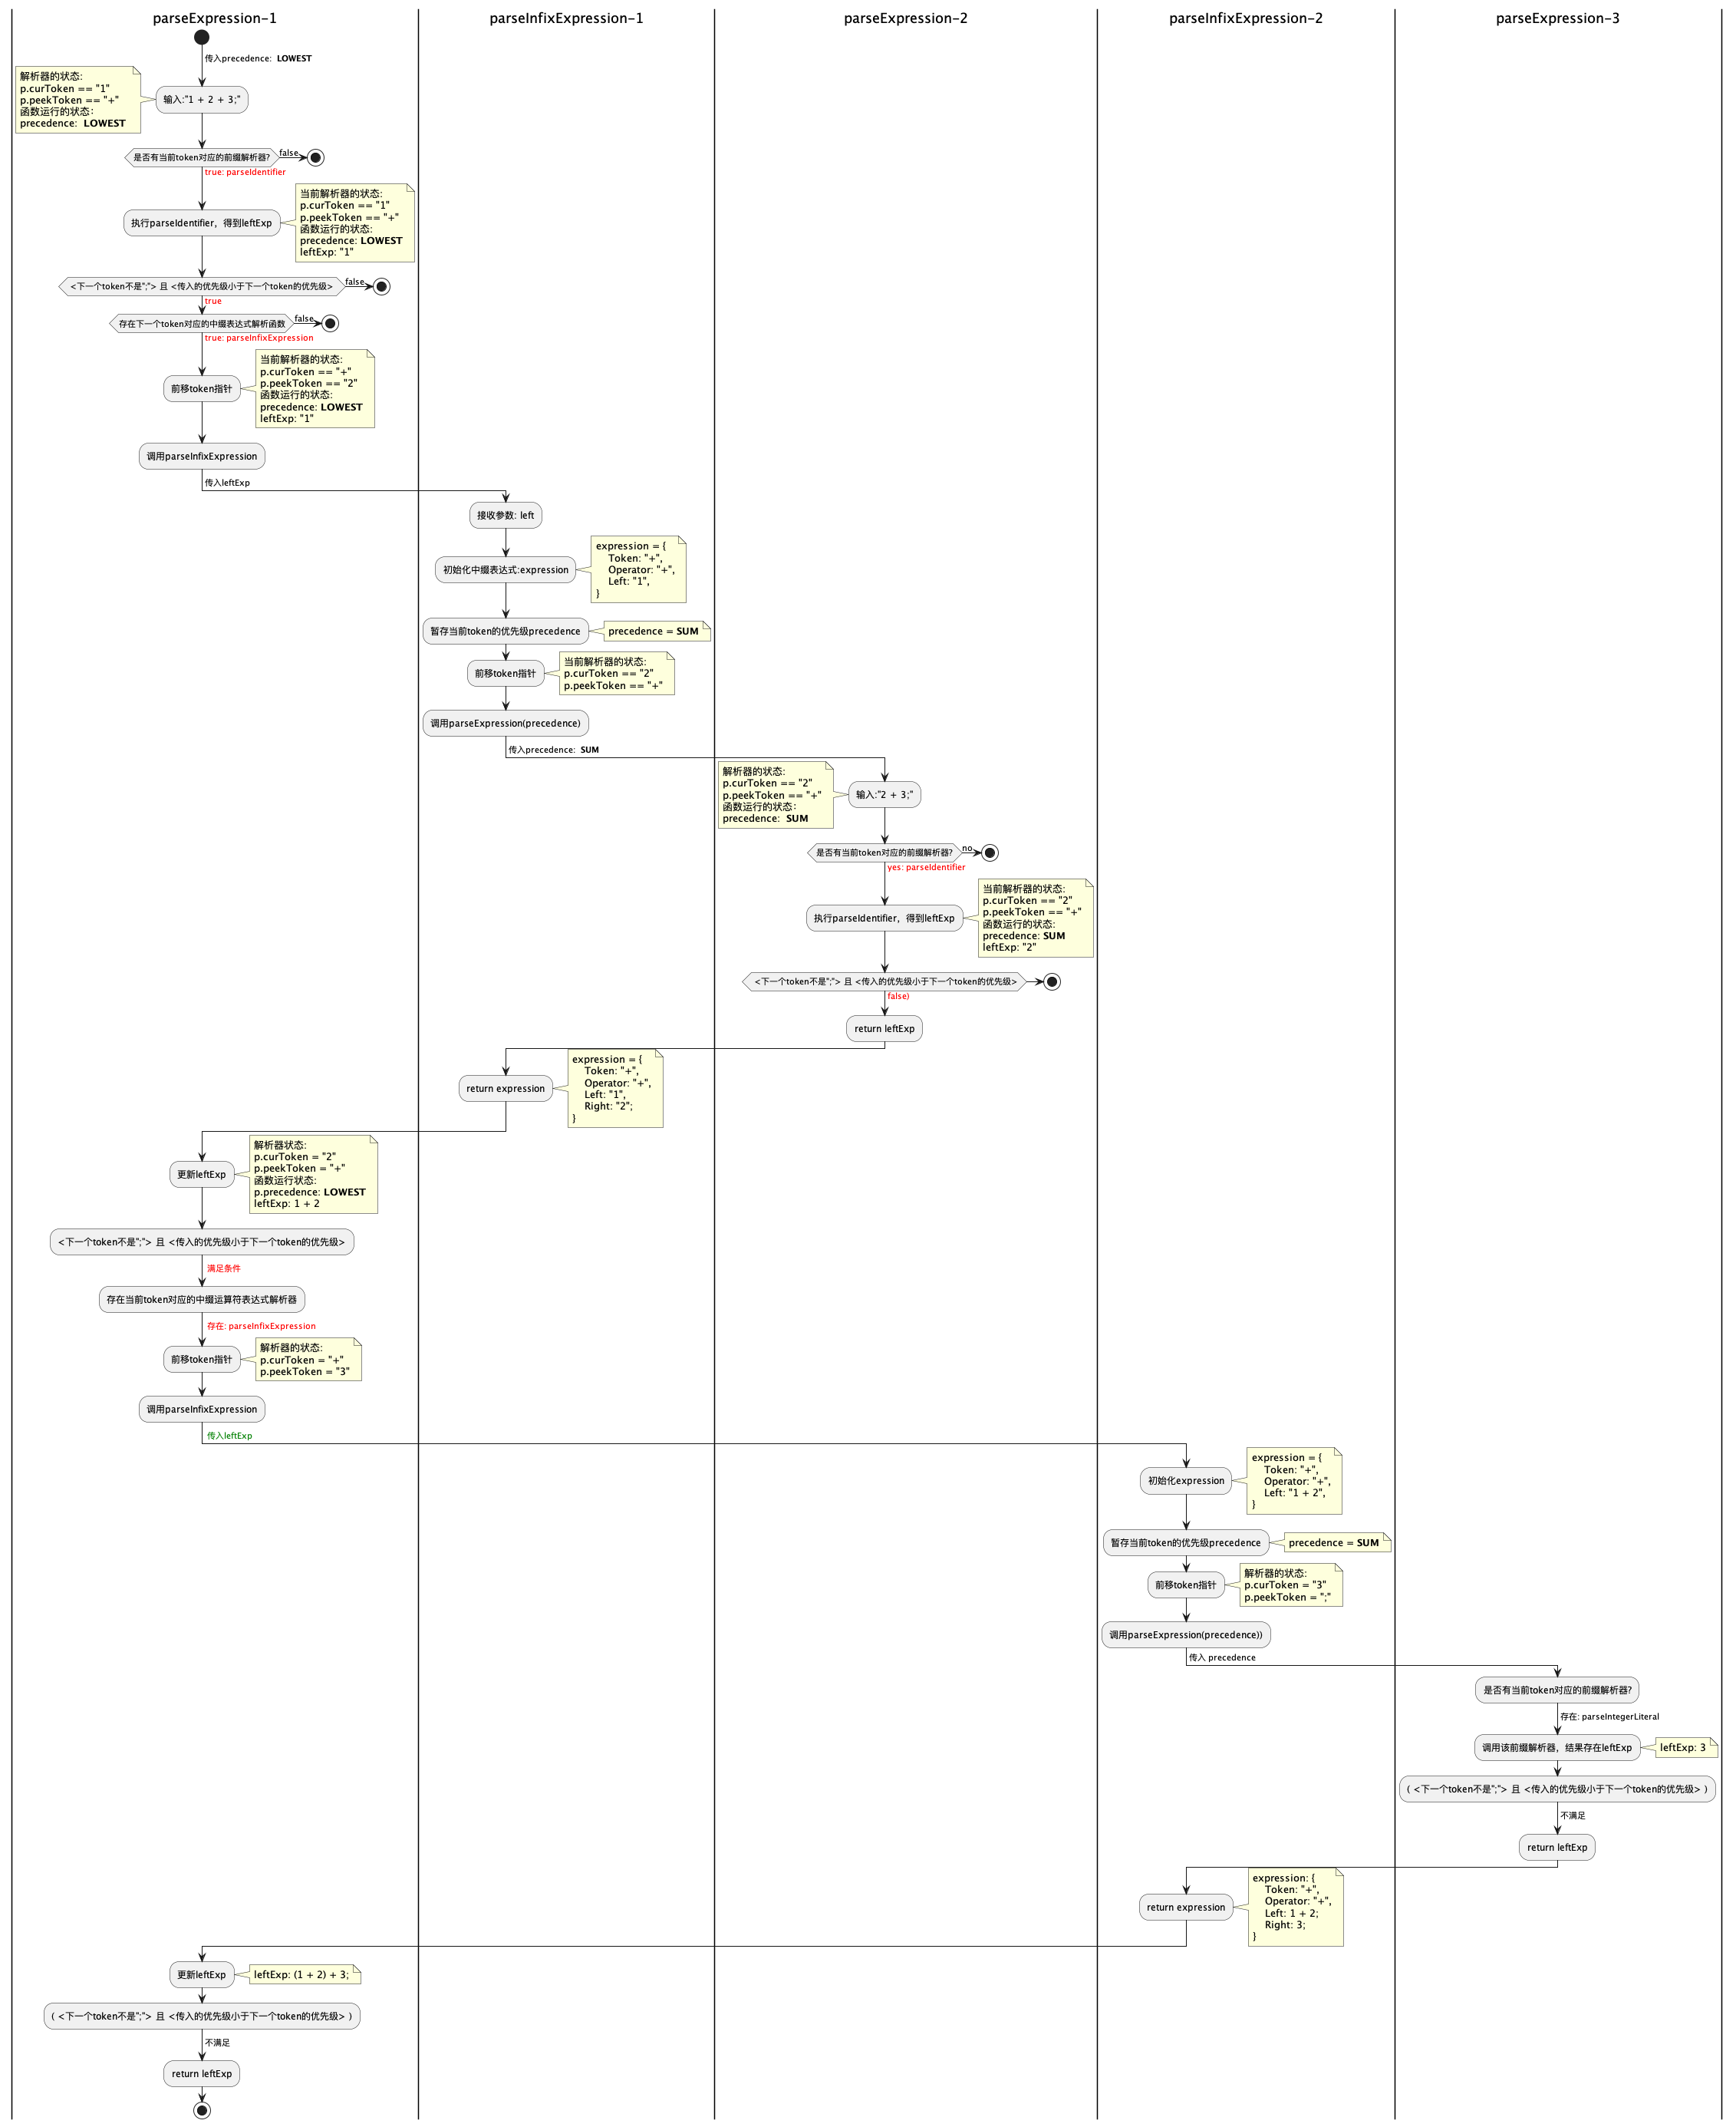 parseExpression-1
parseInfixExpression-1
parseExpression-2
parseInfixExpression-2
parseExpression-3
传入precedence: LOWEST
解析器的状态:
p.curToken == "1"
p.peekToken == "+"
函数运行的状态:
precedence: LOWEST
输入:"1 + 2 + 3;"
是否有当前token对应的前缀解析器?
false
true: parseIdentifier
执行parseIdentifier，得到leftExp
当前解析器的状态:
p.curToken == "1"
p.peekToken == "+"
函数运行的状态:
precedence: LOWEST
leftExp: "1"
<下一个token不是";"> 且 <传入的优先级小于下一个token的优先级>
false
true
存在下一个token对应的中缀表达式解析函数
false
true: parseInfixExpression
前移token指针
当前解析器的状态:
p.curToken == "+"
p.peekToken == "2"
函数运行的状态:
precedence: LOWEST
leftExp: "1"
调用parseInfixExpression
传入leftExp
接收参数: left
初始化中缀表达式:expression
expression = {
Token: "+",
Operator: "+",
Left: "1",
}
暂存当前token的优先级precedence
precedence = SUM
前移token指针
当前解析器的状态:
p.curToken == "2"
p.peekToken == "+"
调用parseExpression(precedence)
传入precedence: SUM
解析器的状态:
p.curToken == "2"
p.peekToken == "+"
函数运行的状态:
precedence: SUM
输入:"2 + 3;"
是否有当前token对应的前缀解析器?
no
yes: parseIdentifier
执行parseIdentifier，得到leftExp
当前解析器的状态:
p.curToken == "2"
p.peekToken == "+"
函数运行的状态:
precedence: SUM
leftExp: "2"
<下一个token不是";"> 且 <传入的优先级小于下一个token的优先级>
false)
return leftExp
return expression
expression = {
Token: "+",
Operator: "+",
Left: "1",
Right: "2";
}
更新leftExp
解析器状态:
p.curToken = "2"
p.peekToken = "+"
函数运行状态:
p.precedence: LOWEST
leftExp: 1 + 2
<下一个token不是";"> 且 <传入的优先级小于下一个token的优先级>
满足条件
存在当前token对应的中缀运算符表达式解析器
存在: parseInfixExpression
前移token指针
解析器的状态:
p.curToken = "+"
p.peekToken = "3"
调用parseInfixExpression
传入leftExp
初始化expression
expression = {
Token: "+",
Operator: "+",
Left: "1 + 2",
}
暂存当前token的优先级precedence
precedence = SUM
前移token指针
解析器的状态:
p.curToken = "3"
p.peekToken = ";"
调用parseExpression(precedence))
传入 precedence
是否有当前token对应的前缀解析器?
存在: parseIntegerLiteral
调用该前缀解析器，结果存在leftExp
leftExp: 3
( <下一个token不是";"> 且 <传入的优先级小于下一个token的优先级> )
不满足
return leftExp
return expression
expression: {
Token: "+",
Operator: "+",
Left: 1 + 2;
Right: 3;
}
更新leftExp
leftExp: (1 + 2) + 3;
( <下一个token不是";"> 且 <传入的优先级小于下一个token的优先级> )
不满足
return leftExp